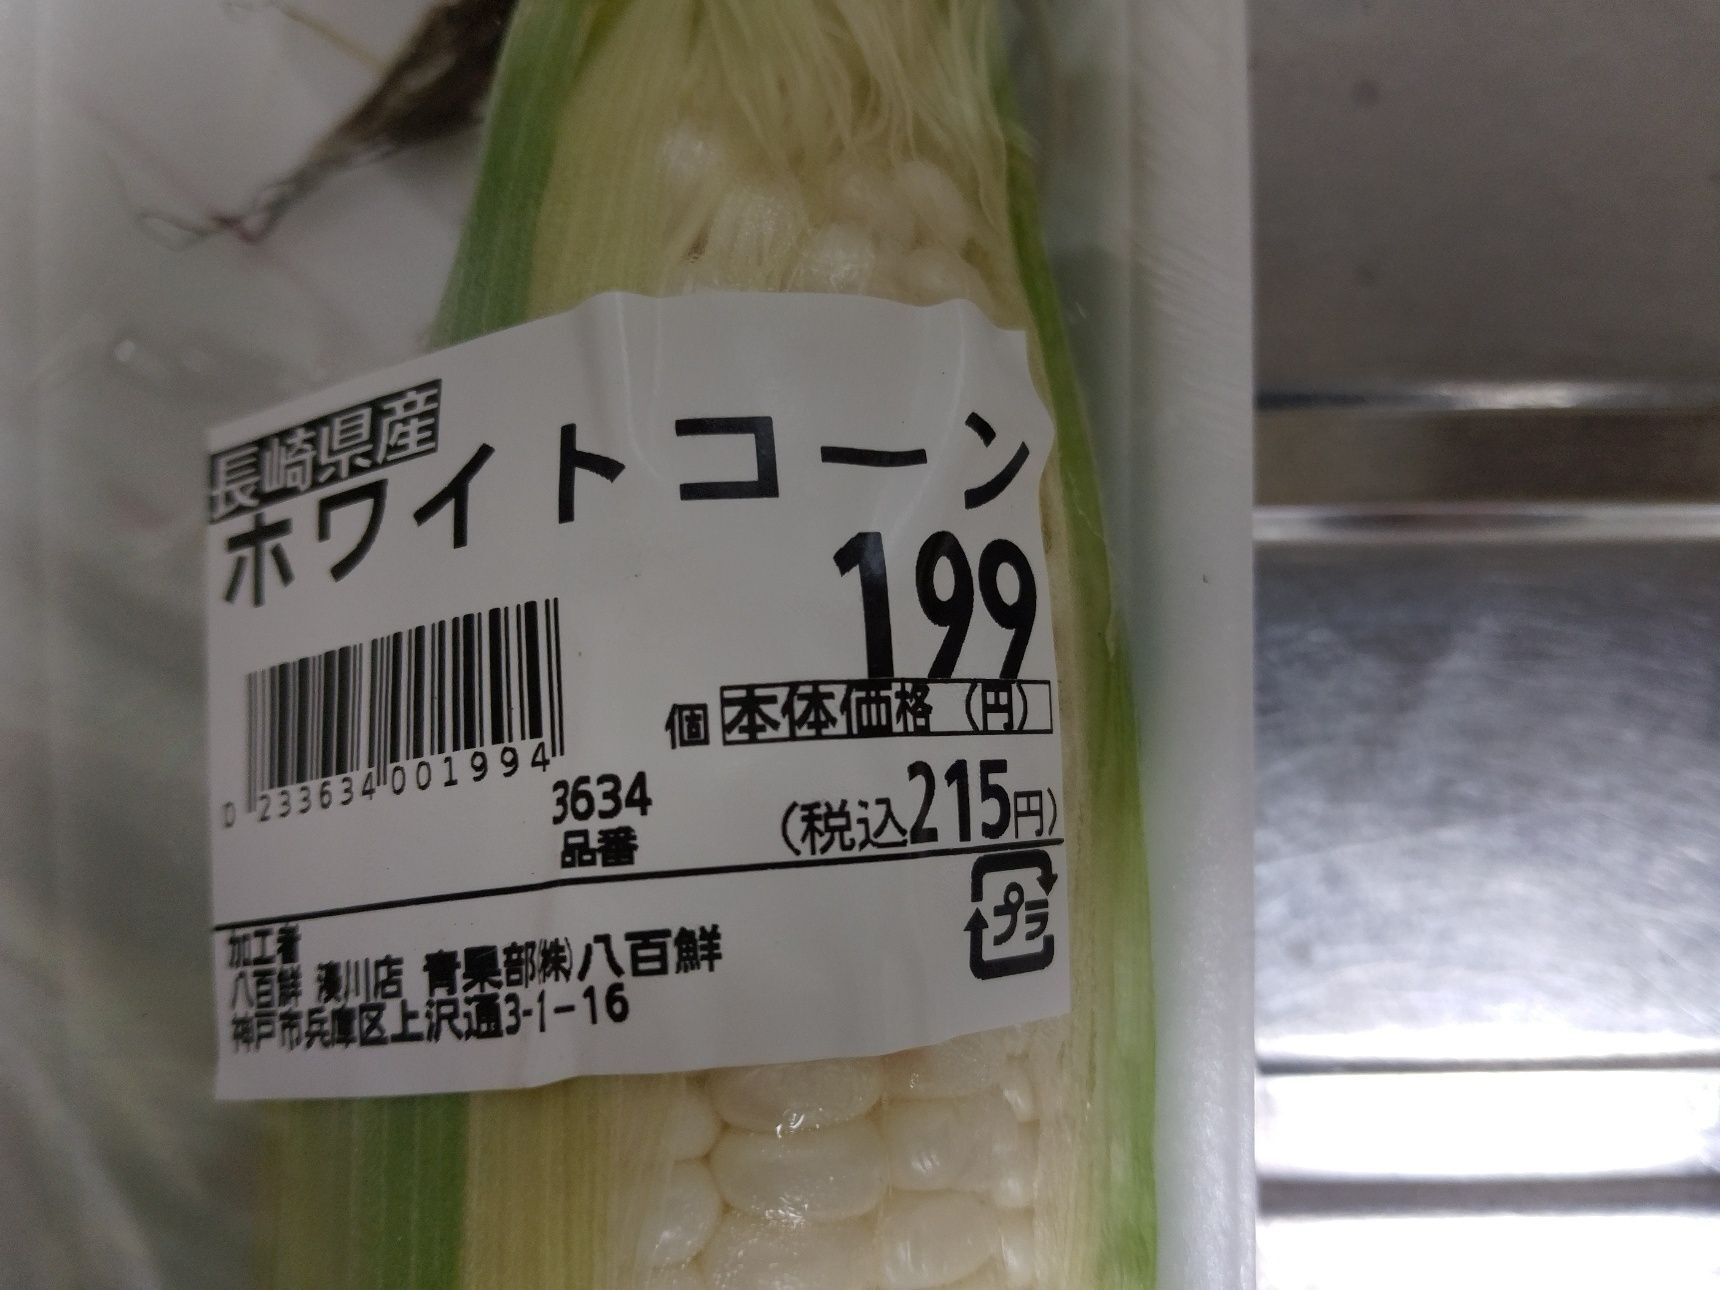 長崎県産
ホワイトコーン
199
個 本体価格(円)
0 233634 001994
3634
品番
(税込215円)
プラ
加工者
八百鮮 湊川店 青果部㈱八百鮮
神戸市兵庫区上沢通3-1-16